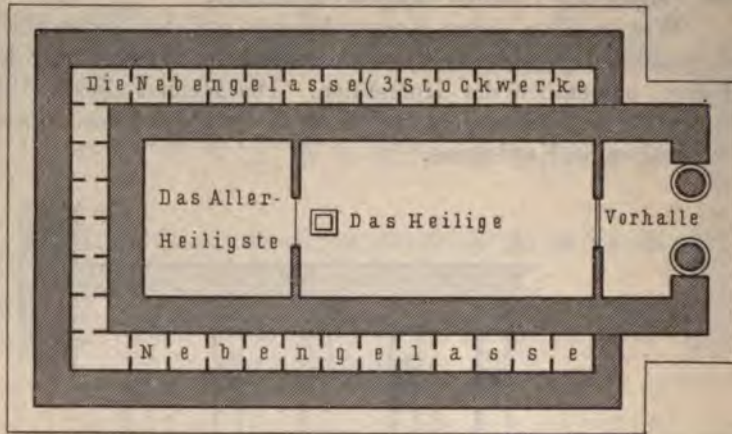 Die Nebengelasse (3 Stockwerke
Das Aller-
Heiligste
Das Heilige
Vorhalle
Nebengelasse